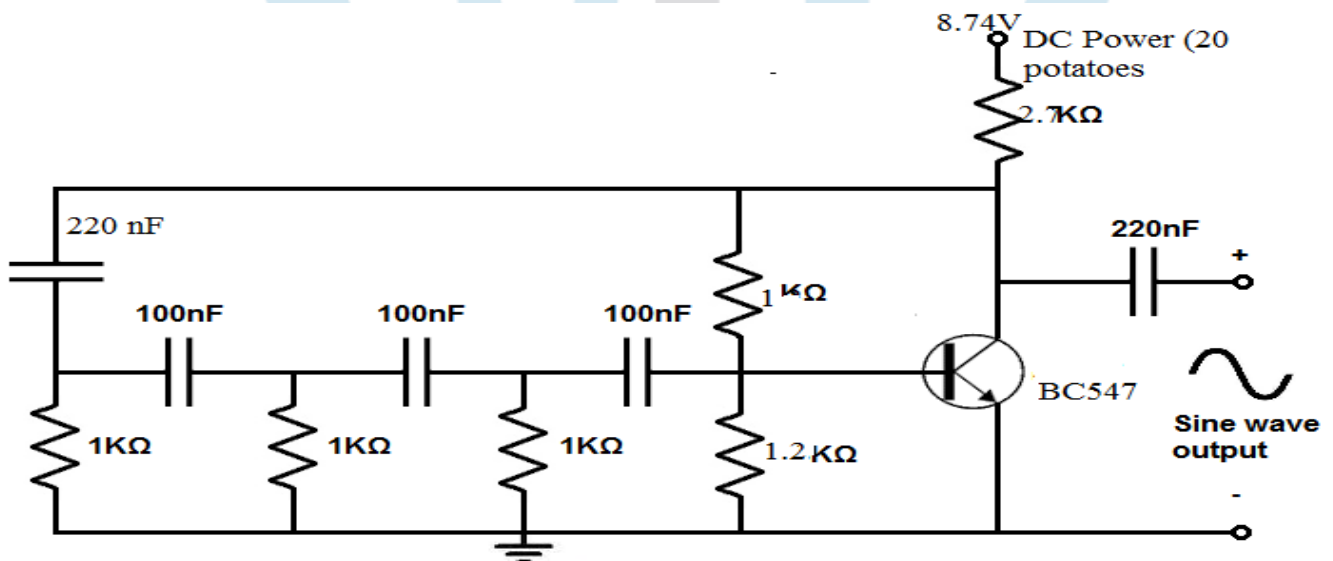 8.74V
DC Power (20
potatoes
2.7KΩ
220 nF
220nF
+
100nF
100nF
100nF
1 KΩ
BC547
1KΩ
1KΩ
1KΩ
1.2 KΩ
Sine wave
output
-